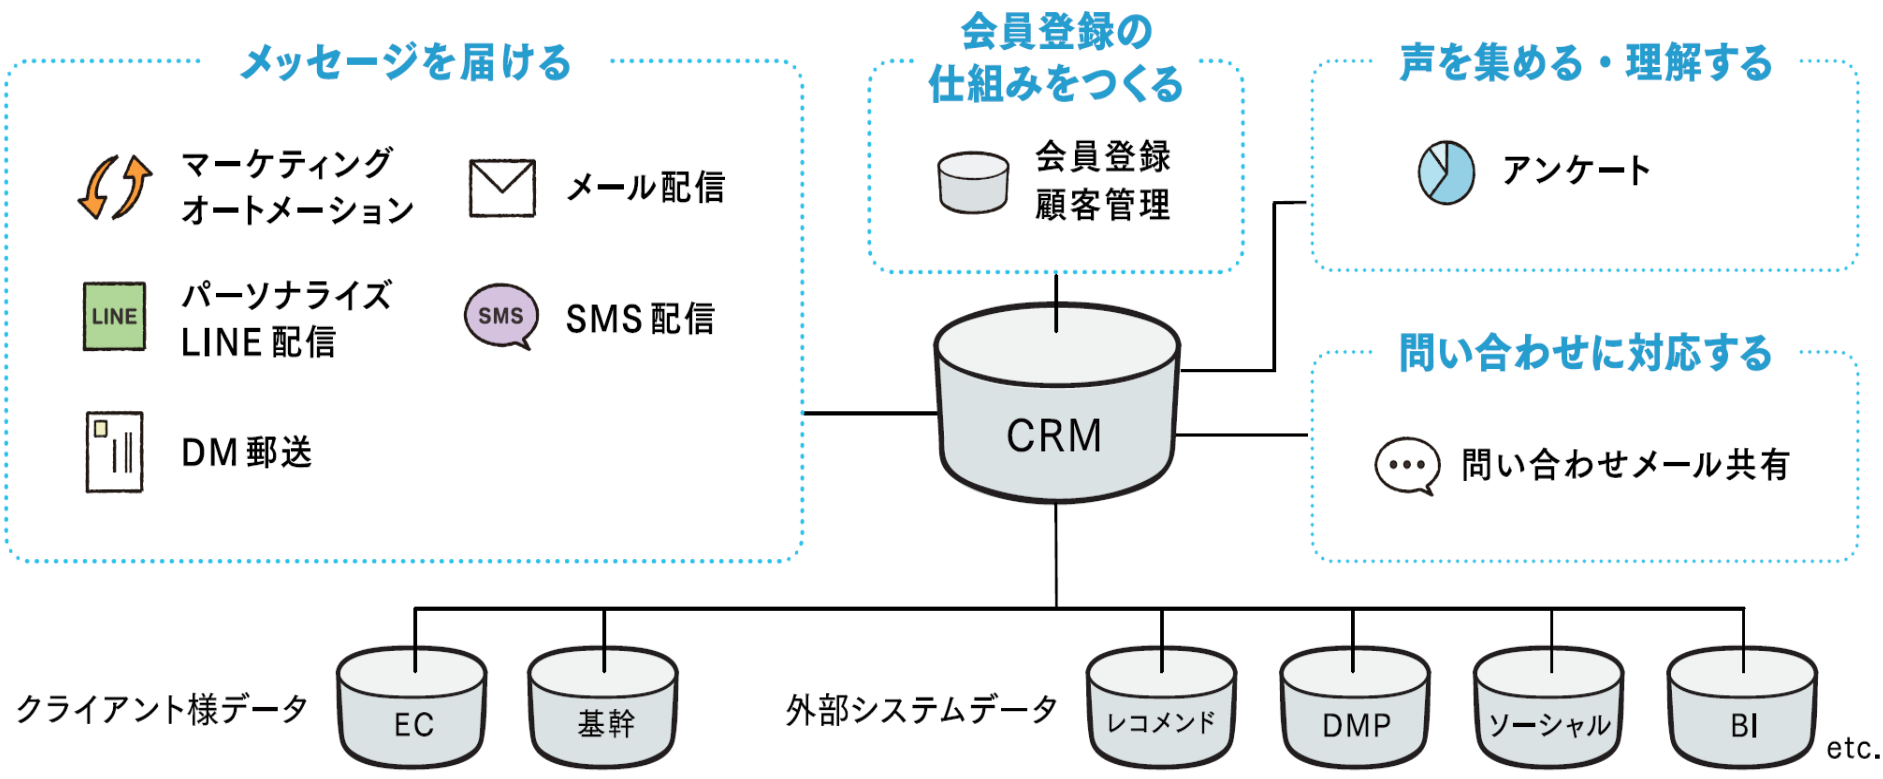 メッセージを届ける
マーケティング
オートメーション
メール配信
LINE
パーソナライズ
LINE配信
SMS
SMS配信
DM郵送
会員登録の
仕組みをつくる
会員登録
顧客管理
声を集める・理解する
アンケート
問い合わせに対応する
問い合わせメール共有
CRM
クライアント様データ
EC
基幹
外部システムデータ
レコメンド
DMP
ソーシャル
BI
etc.